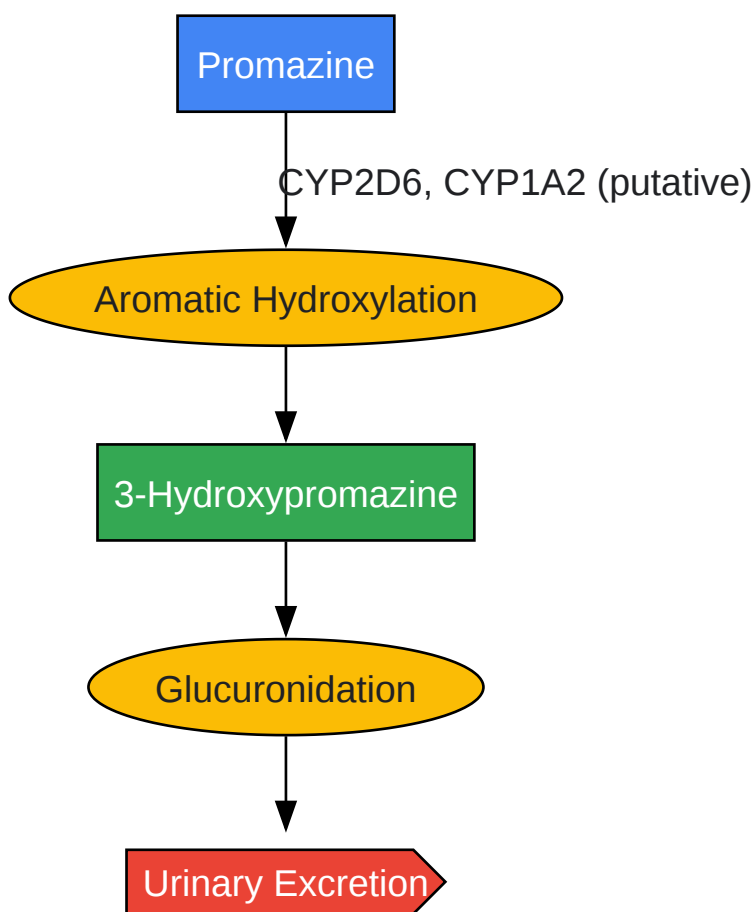 Promazine
CYP2D6, CYP1A2 (putative)
Aromatic Hydroxylation
3-Hydroxypromazine
Glucuronidation
Urinary Excretion